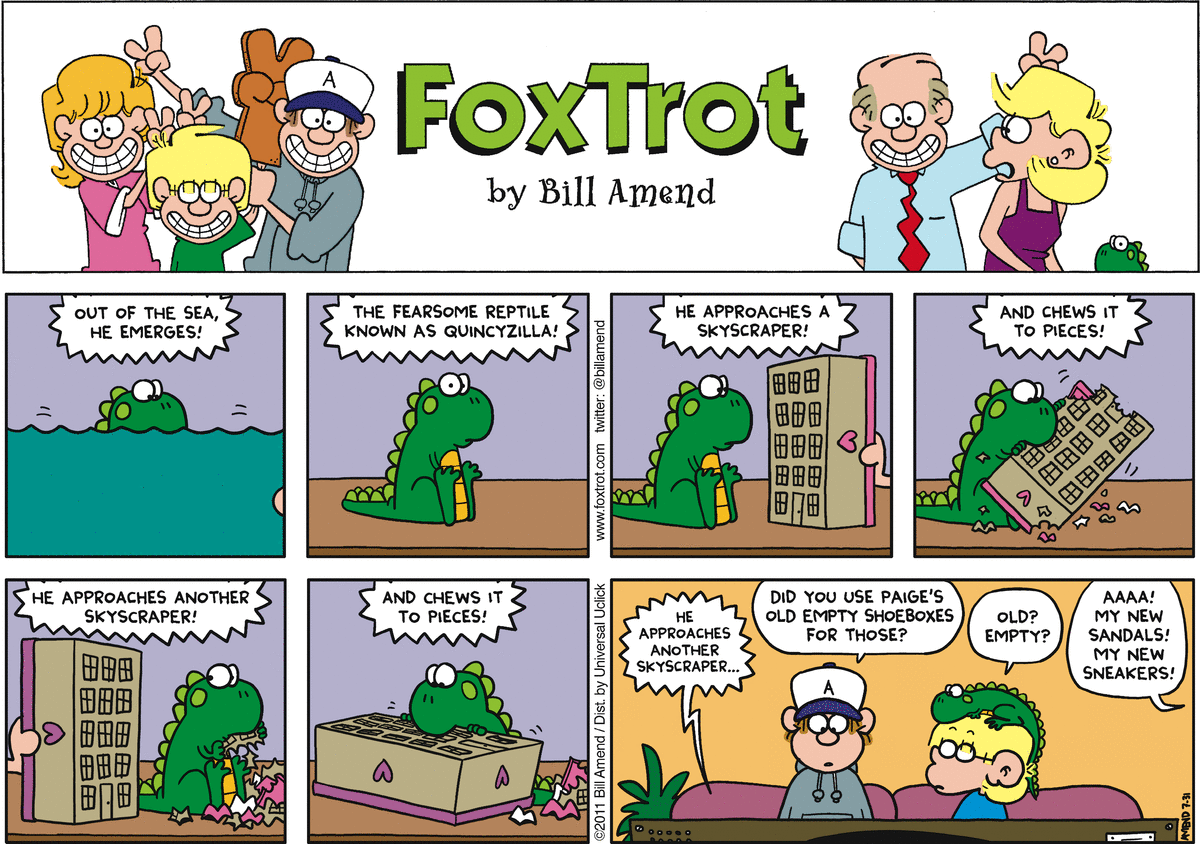 A
FOXTROT
by Bill Amend
OUT OF THE SEA,
HE EMERGES!
THE FEARSOME REPTILE
KNOWN AS QUINCYZILLA!
www.foxtrot.com twitter: @billamend
HE APPROACHES A
SKYSCRAPER!
AND CHEWS IT
TO PIECES!
HE APPROACHES ANOTHER
SKYSCRAPER!
AND CHEWS IT
TO PIECES!
©2011 Bill Amend / Dist. by Universal Uclick
HE
APPROACHES
ANOTHER
SKYSCRAPER...
DID YOU USE PAIGE'S
OLD EMPTY SHOEBOXES
FOR THOSE?
OLD?
EMPTY?
AAAA!
MY NEW
SANDALS!
MY NEW
SNEAKERS!
A
AMEND 7-31